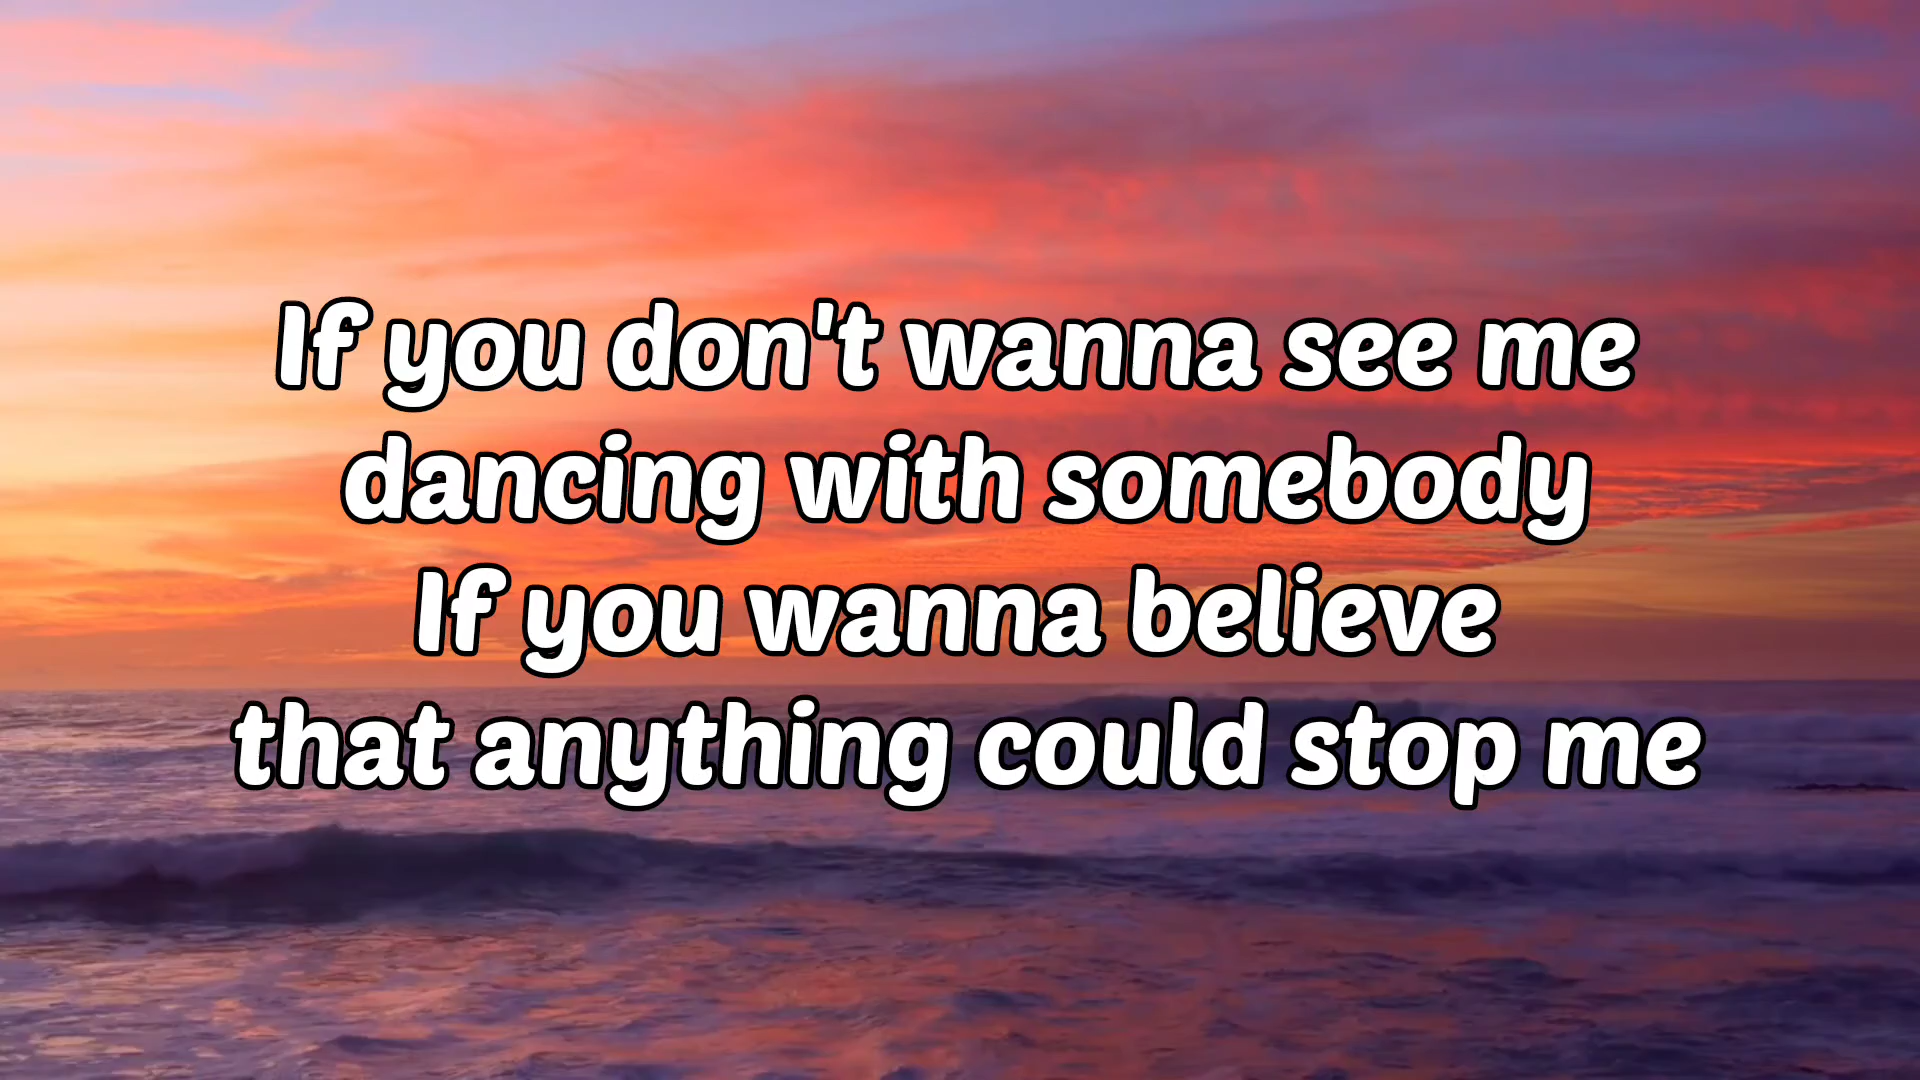 If you don't wanna see me
dancing with somebody
If you wanna believe
that anything could stop me